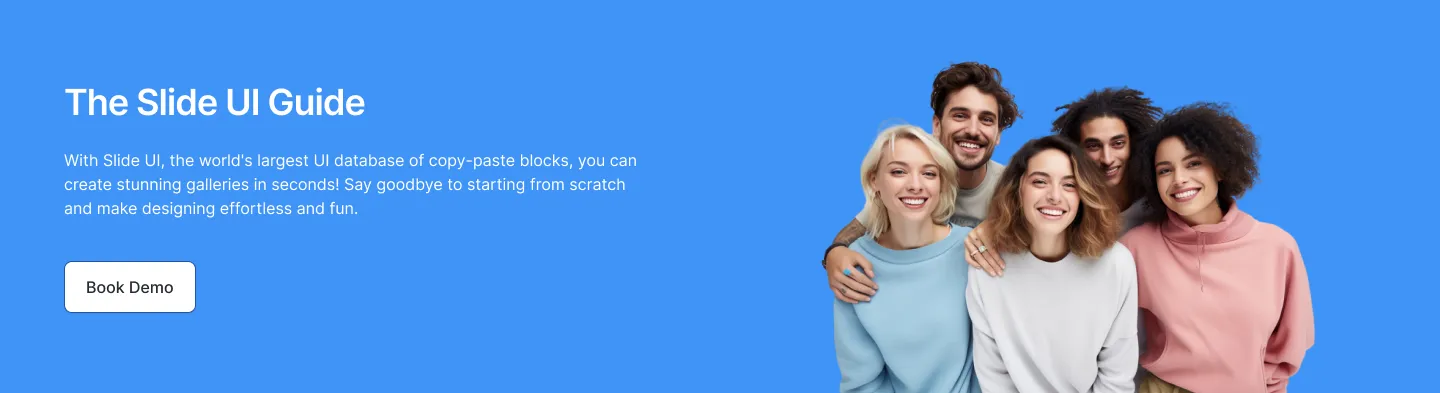 The Slide UI Guide
With Slide UI, the world's largest UI database of copy-paste blocks, you can
create stunning galleries in seconds! Say goodbye to starting from scratch
and make designing effortless and fun.
Book Demo